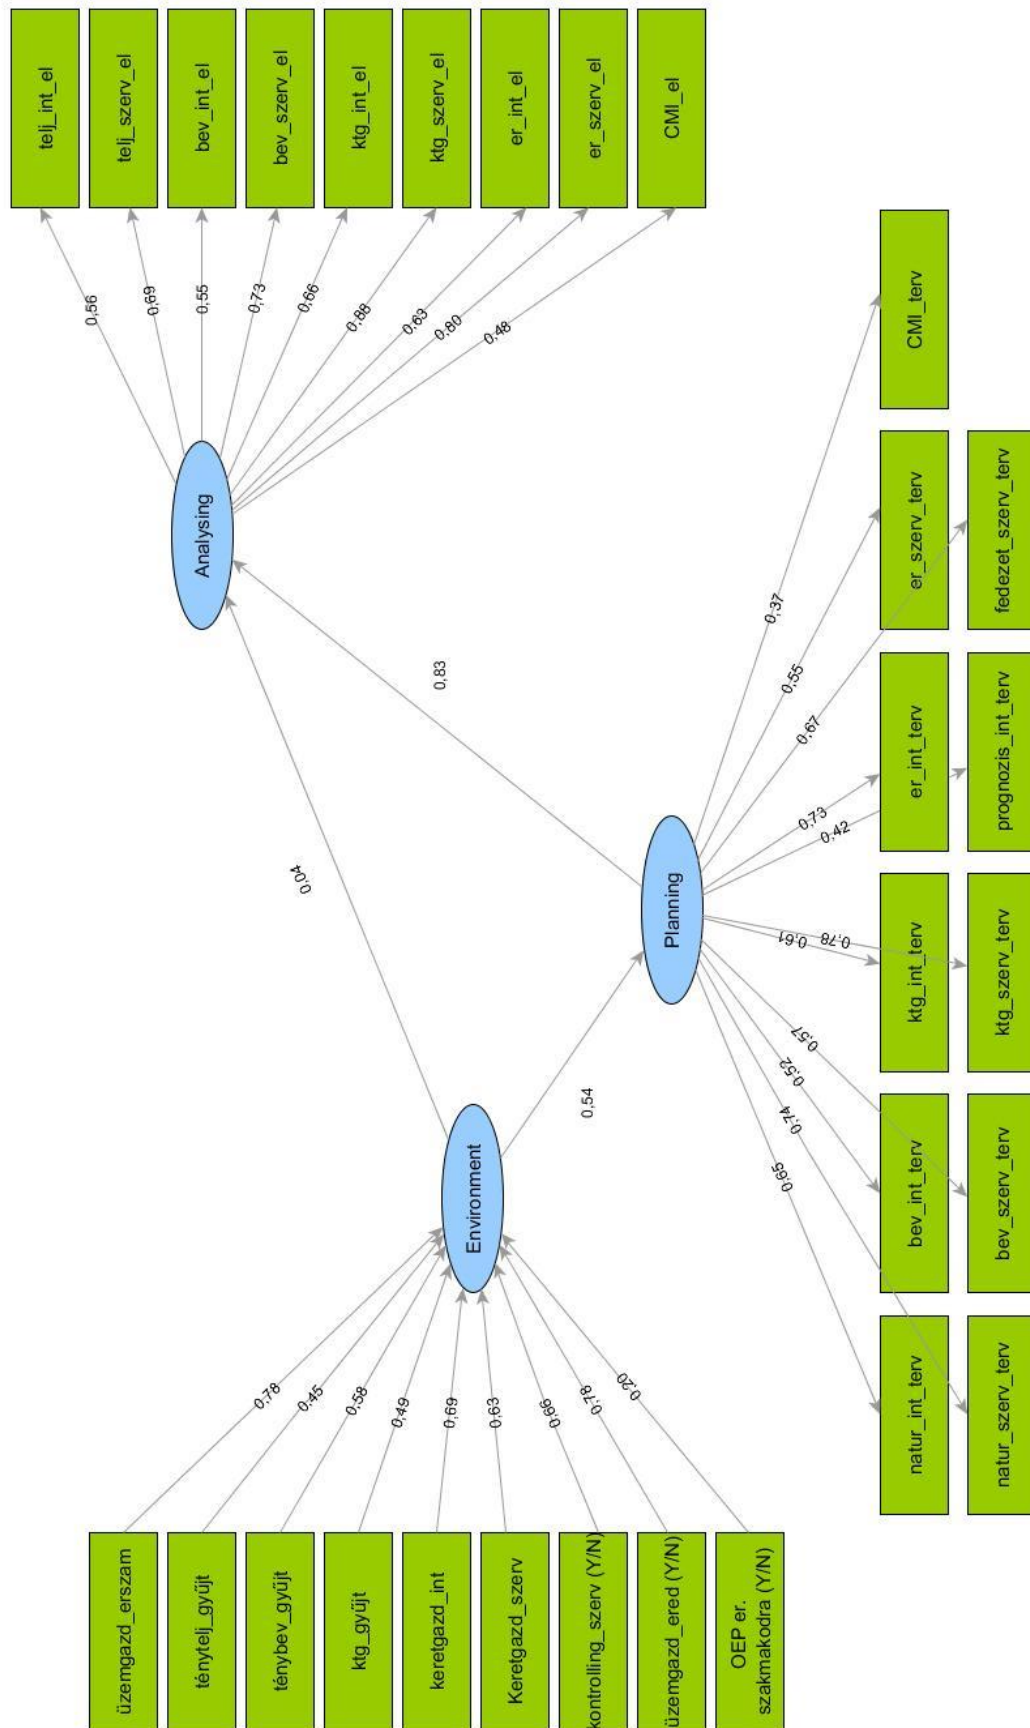 telj_int_el
telj_szerv_el
bev_int_el
bev_szerv_el
ktg_int_el
ktg_szerv_el
er_int_el
er_szerv_el
CMI_el
0,56
0,69
0,55
0,73
0,66
0,88
0,63
0,80
0,48
Analysing
0,04
0,83
Environment
0,54
Planning
0,78
0,45
0,58
0,49
0,69
0,63
0,66
0,78
0,20
üzemgazd_erszam
ténytelj_gyűjt
ténybev_gyűjt
ktg_gyűjt
keretgazd_int
Keretgazd_szerv
kontrolling_szerv (Y/N)
üzemgazd_ered (Y/N)
OEP er.
szakmakodra (Y/N)
0,65
0,74
0,52
0,57
0,61
0,78
0,73
0,42
0,67
0,55
0,37
natur_int_terv
bev_int_terv
ktg_int_terv
er_int_terv
er_szerv_terv
CMI_terv
natur_szerv_terv
bev_szerv_terv
ktg_szerv_terv
prognozis_int_terv
fedezet_szerv_terv